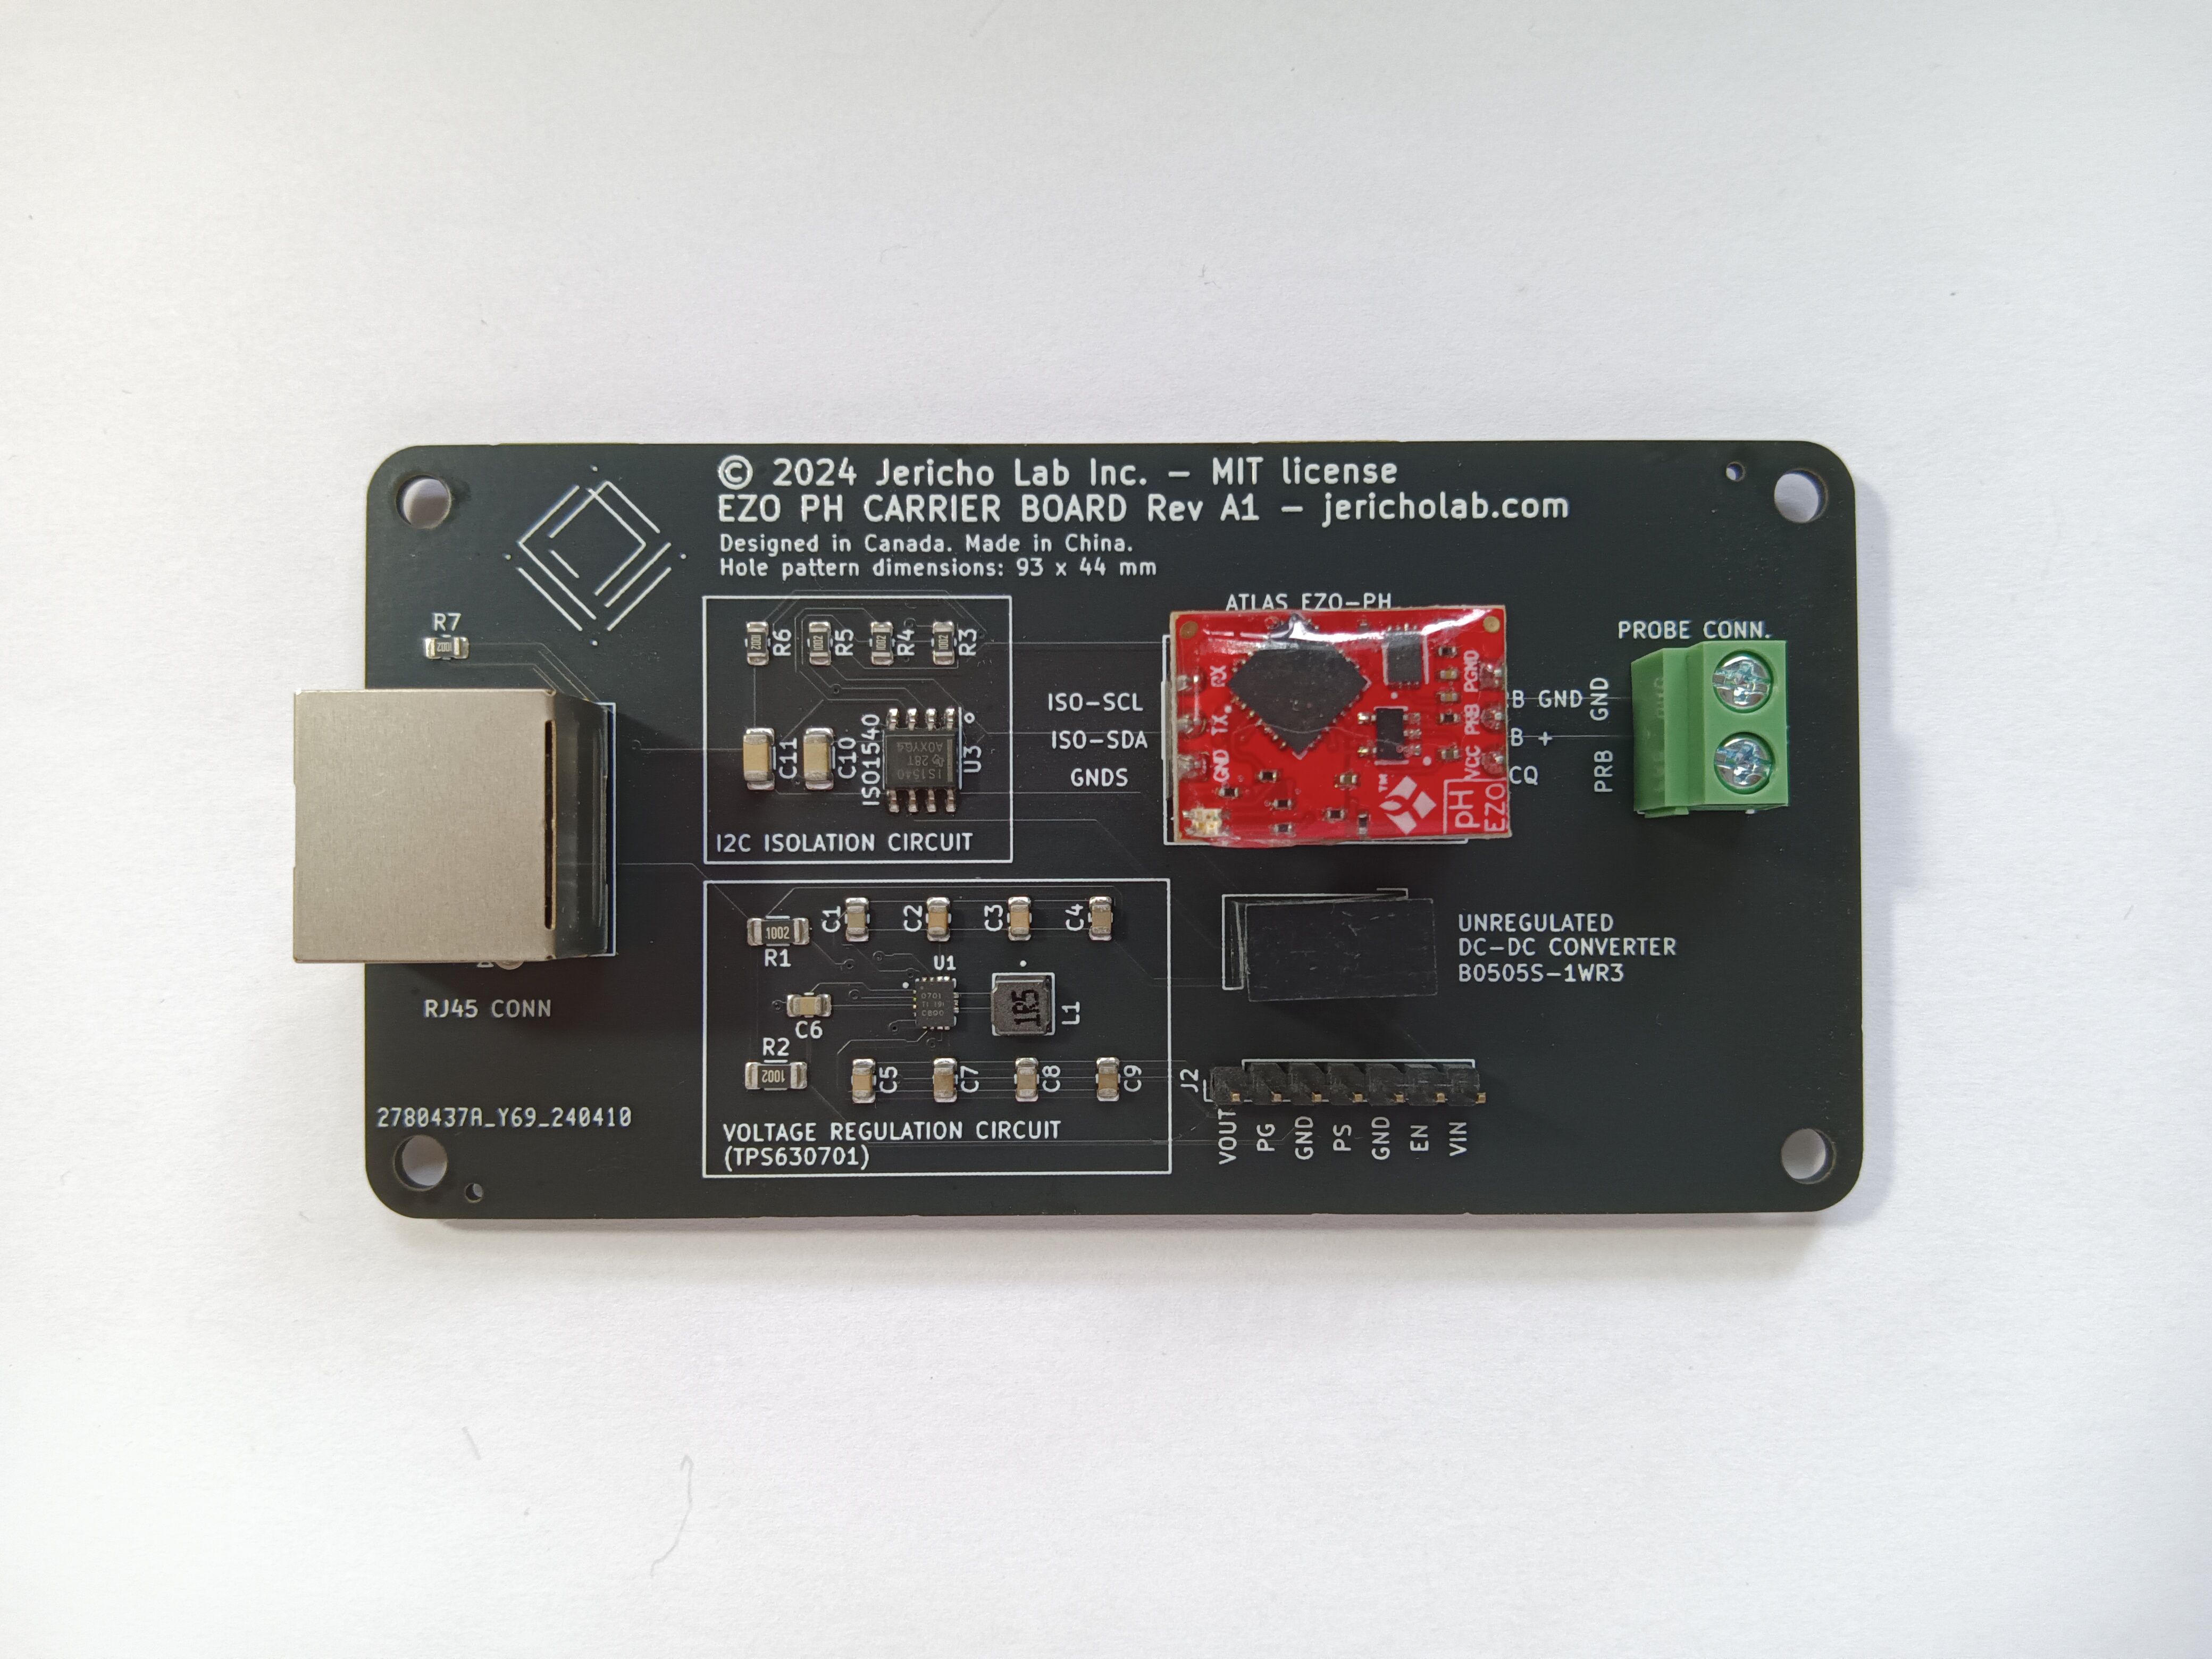 © 2024 Jericho Lab Inc. – MIT license
EZO PH CARRIER BOARD Rev A1 – jericholab.com
Designed in Canada. Made in China.
Hole pattern dimensions: 93 x 44 mm
R7
R6
R5
R4
R3
C11
C10
ISO1540
U3
IS1540
28T
I2C ISOLATION CIRCUIT
ATLAS EZO-PH
ISO-SCL
ISO-SDA
GNDS
RX
TX
GND
PGND
PRB
VCC
pH
EZO
™
B GND
B +
CQ
PROBE CONN.
GND
PRB
RJ45 CONN
2780437A_Y69_240410
C1
C2
C3
C4
1002
R1
U1
C6
1R5
L1
R2
1002
C5
C7
C8
C9
VOLTAGE REGULATION CIRCUIT
(TPS630701)
UNREGULATED
DC-DC CONVERTER
B0505S-1WR3
J2
VOUT
PG
GND
PS
GND
EN
VIN